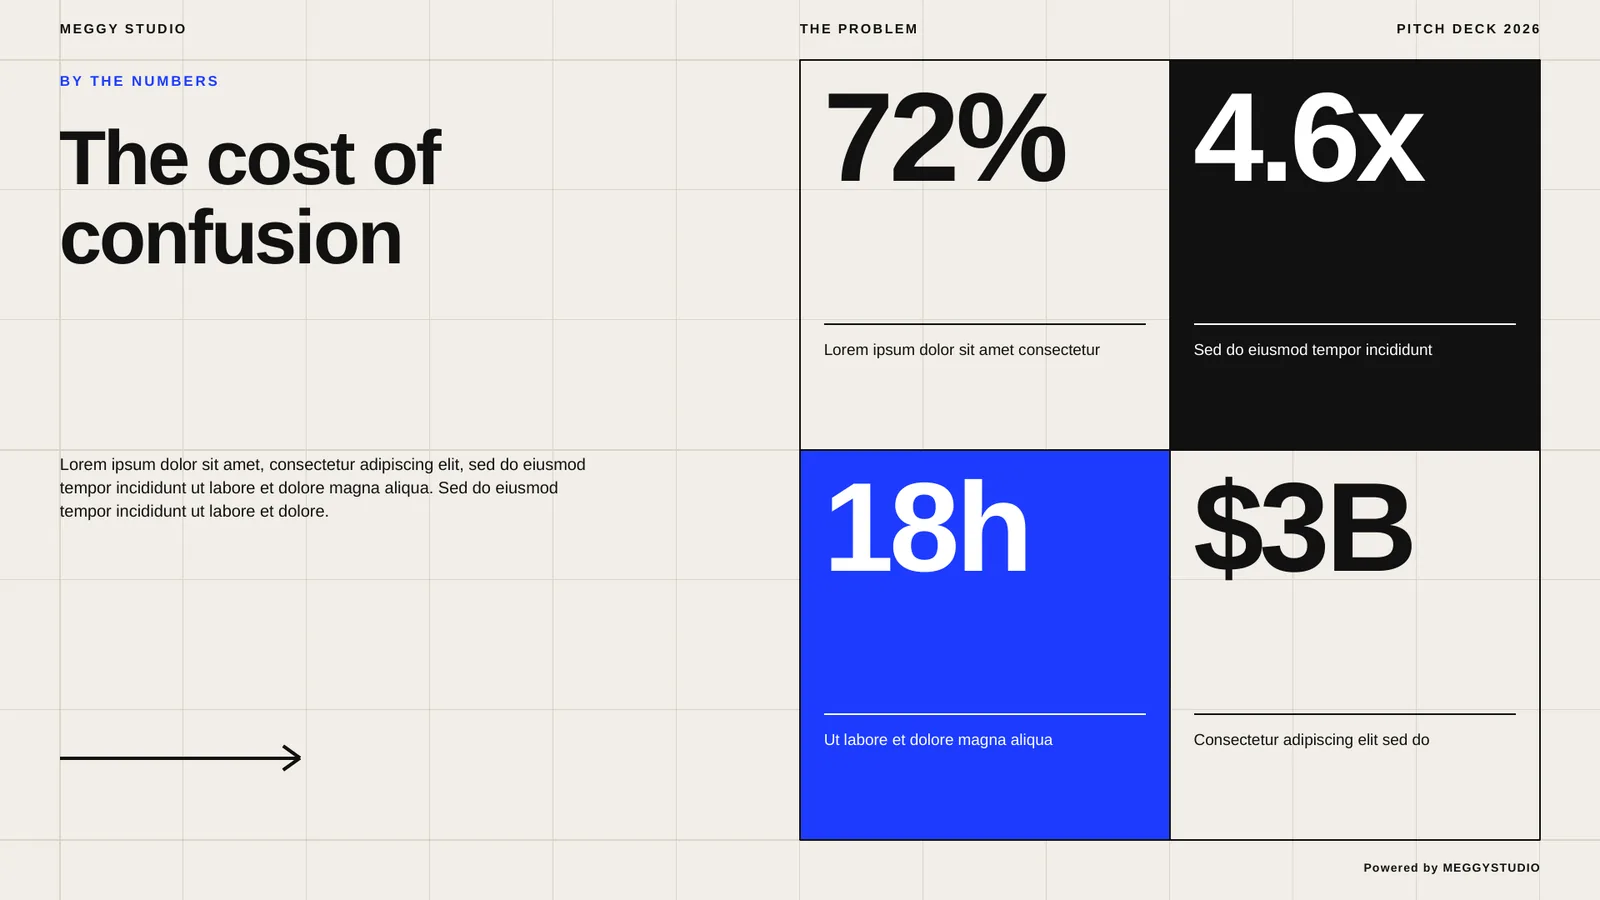 MEGGY STUDIO
THE PROBLEM
PITCH DECK 2026
BY THE NUMBERS
The cost of
confusion
Lorem ipsum dolor sit amet, consectetur adipiscing elit, sed do eiusmod
tempor incididunt ut labore et dolore magna aliqua. Sed do eiusmod
tempor incididunt ut labore et dolore.
72%
Lorem ipsum dolor sit amet consectetur
4.6x
Sed do eiusmod tempor incididunt
18h
Ut labore et dolore magna aliqua
$3B
Consectetur adipiscing elit sed do
Powered by MEGGYSTUDIO